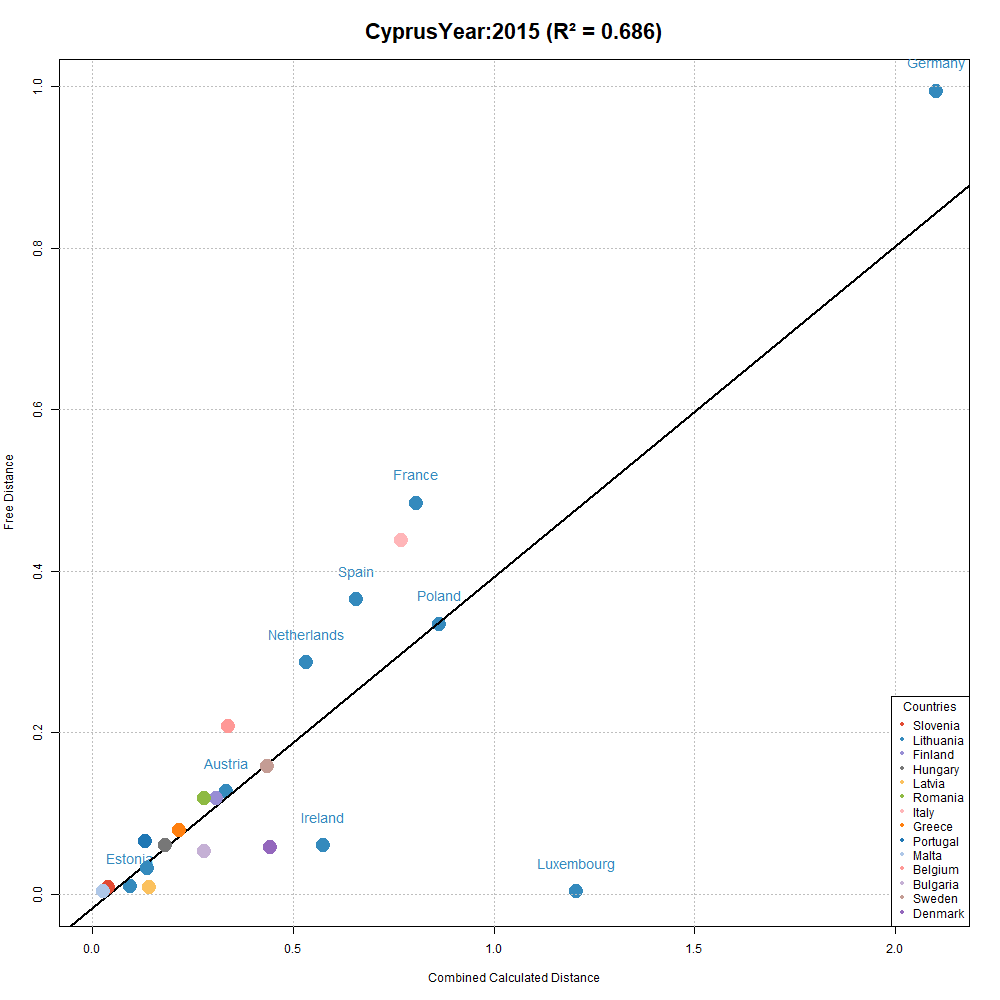 CyprusYear:2015 (R² = 0.686)
Germany
France
Spain
Poland
Netherlands
Austria
Ireland
Estonia
Luxembourg
1.0
0.8
0.6
0.4
0.2
0.0
Free Distance
0.0 0.5 1.0 1.5 2.0
Combined Calculated Distance
Countries
Slovenia
Lithuania
Finland
Hungary
Latvia
Romania
Italy
Greece
Portugal
Malta
Belgium
Bulgaria
Sweden
Denmark